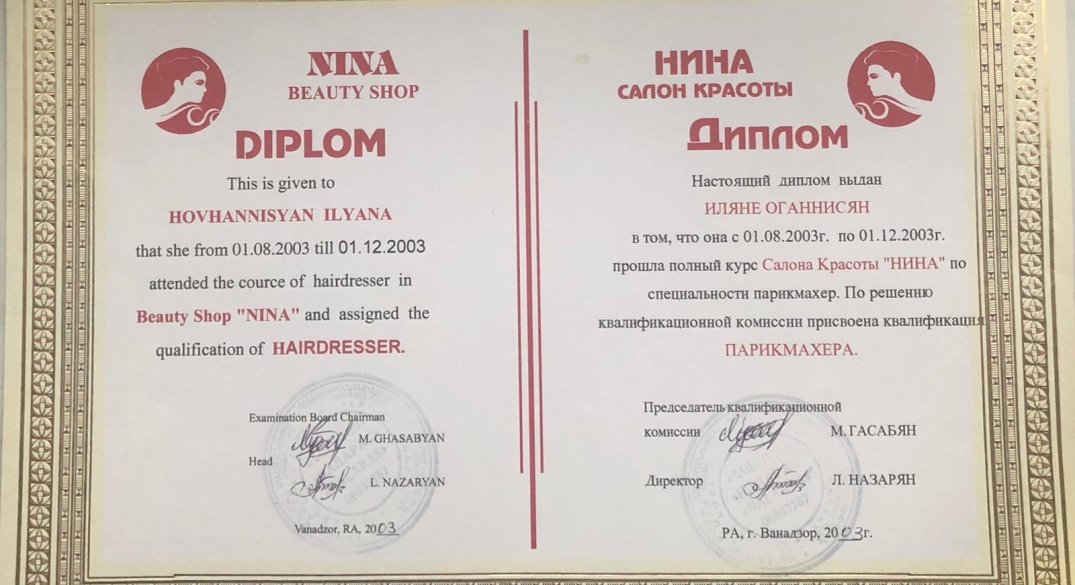 NINA
BEAUTY SHOP
DIPLOM
This is given to
HOVHANNISYAN ILYANA
that she from 01.08.2003 till 01.12.2003
attended the cource of hairdresser in
Beauty Shop "NINA" and assigned the
qualification of HAIRDRESSER.
Examination Board Chairman
M. GHASABYAN
Head
L. NAZARYAN
Vanadzor, RA, 2003
НИНА
САЛОН КРАСОТЫ
Диплом
Настоящий диплом выдан
ИЛЯНЕ ОГАННИСЯН
в том, что она с 01.08.2003г. по 01.12.2003г.
прошла полный курс Салона Красоты "НИНА" по
специальности парикмахер. По решению
квалификационной комиссии присвоена квалификация
ПАРИКМАХЕРА.
Председатель квалификационной
комиссии М. ГАСАБЯН
Директор Л. НАЗАРЯН
РА, г. Ванадзор, 2003г.